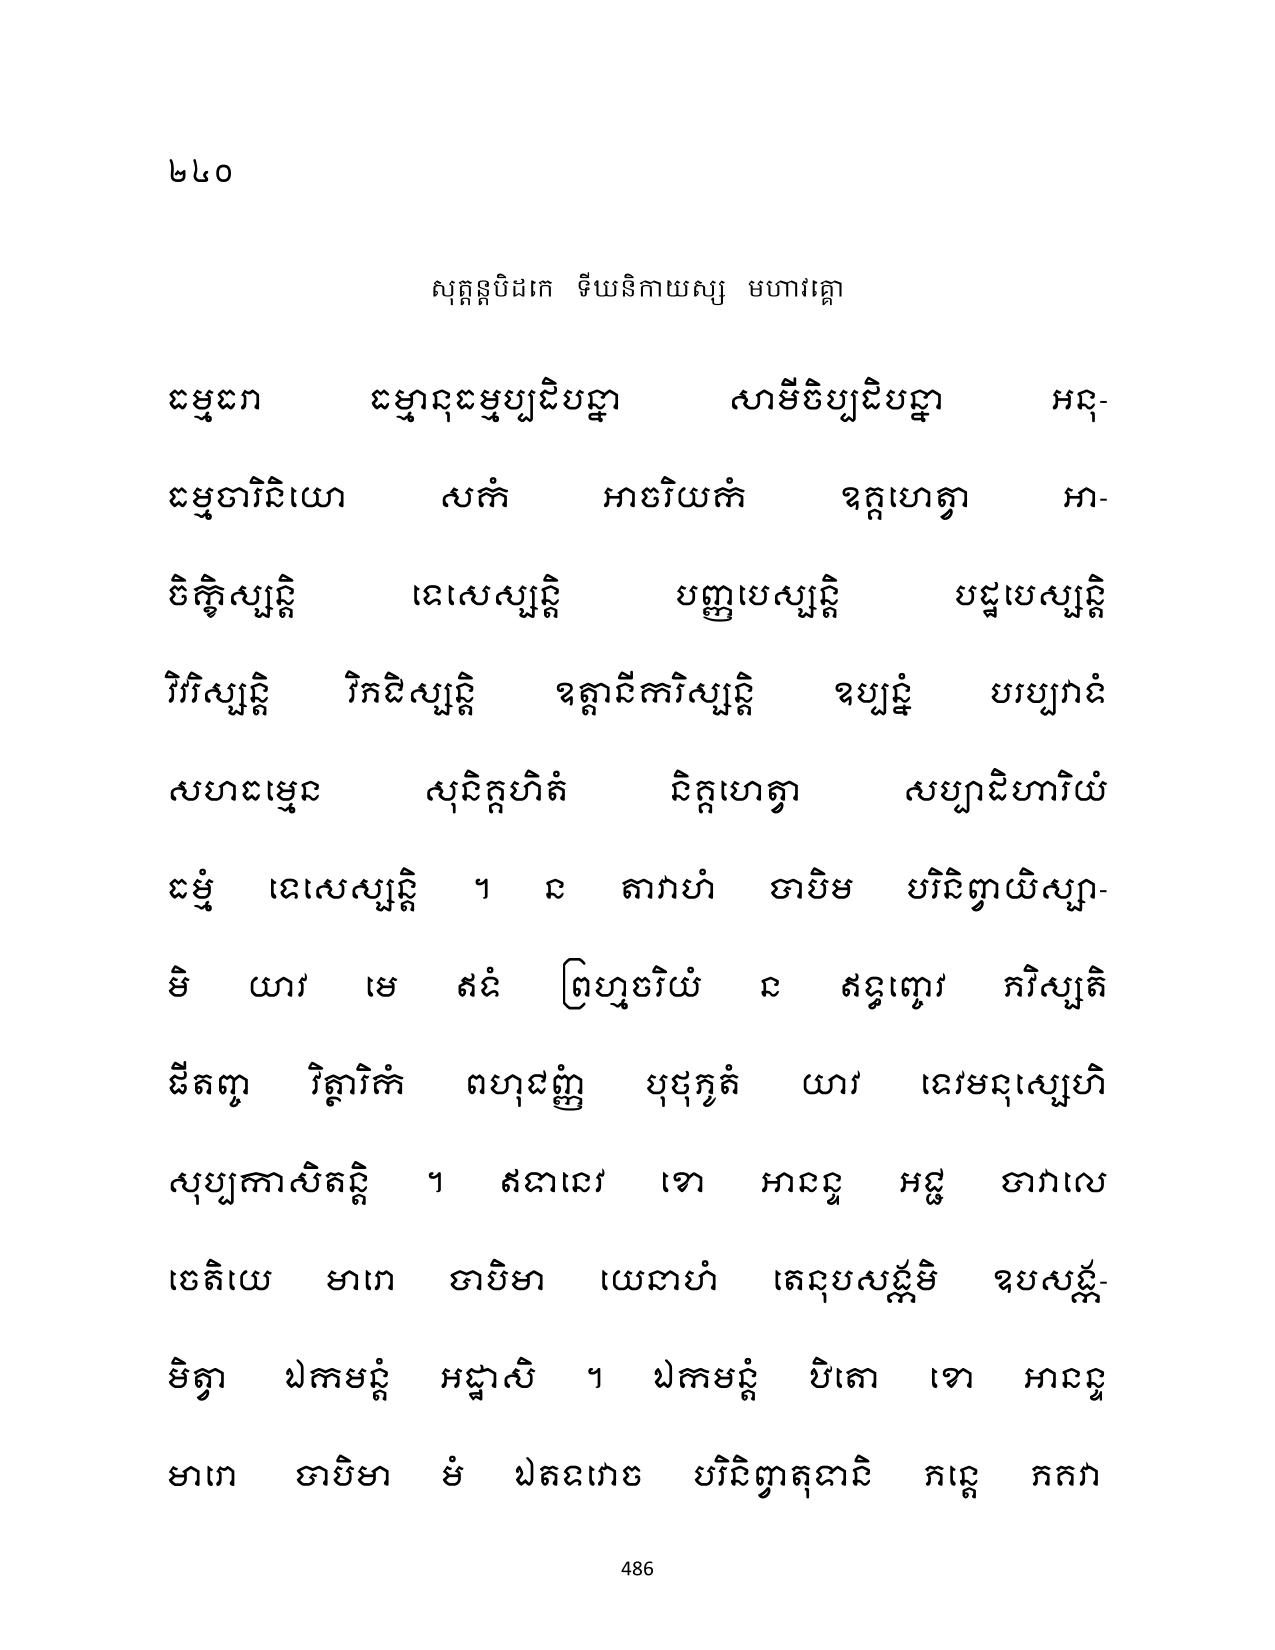 ២៤០
សុត្តន្តបិដកេ ទីឃនិកាយស្ស មហាវគ្គោ
ធម្មធរា ធម្មានុធម្មប្បដិបន្នា សាមីចិប្បដិបន្នា អនុ-
ធម្មចារិនិយោ សកំ អាចរិយកំ ឧគ្គហេត្វា អា-
ចិក្ខិស្សន្តិ ទេសេស្សន្តិ បញ្ញបេស្សន្តិ បដ្ឋបេស្សន្តិ
វិវរិស្សន្តិ វិភជិស្សន្តិ ឧត្តានីករិស្សន្តិ ឧប្បន្នំ បរប្បវាទំ
សហធម្មេន សុនិគ្គហិតំ និគ្គហេត្វា សប្បាដិហារិយំ
ធម្មំ ទេសេស្សន្តិ ។ ន តាវាហំ បាបិម បរិនិព្វាយិស្សា-
មិ យាវ មេ ឥទំ ព្រហ្មចរិយំ ន ឥទ្ធញ្ចេវ ភវិស្សតិ
ផីតញ្ច វិត្ថារិកំ ពហុជញ្ញំ បុថុភូតំ យាវ ទេវមនុស្សេហិ
សុប្បកាសិតន្តិ ។ ឥទានេវ ខោ អានន្ទ អជ្ជ បាវាលេ
ចេតិយេ មារោ បាបិមា យេនាហំ តេនុបសង្កមិ ឧបសង្ក-
មិត្វា ឯកមន្តំ អដ្ឋាសិ ។ ឯកមន្តំ ឋិតោ ខោ អានន្ទ
មារោ បាបិមា មំ ឯតទវោច បរិនិព្វាតុទានិ ភន្តេ ភគវា
486